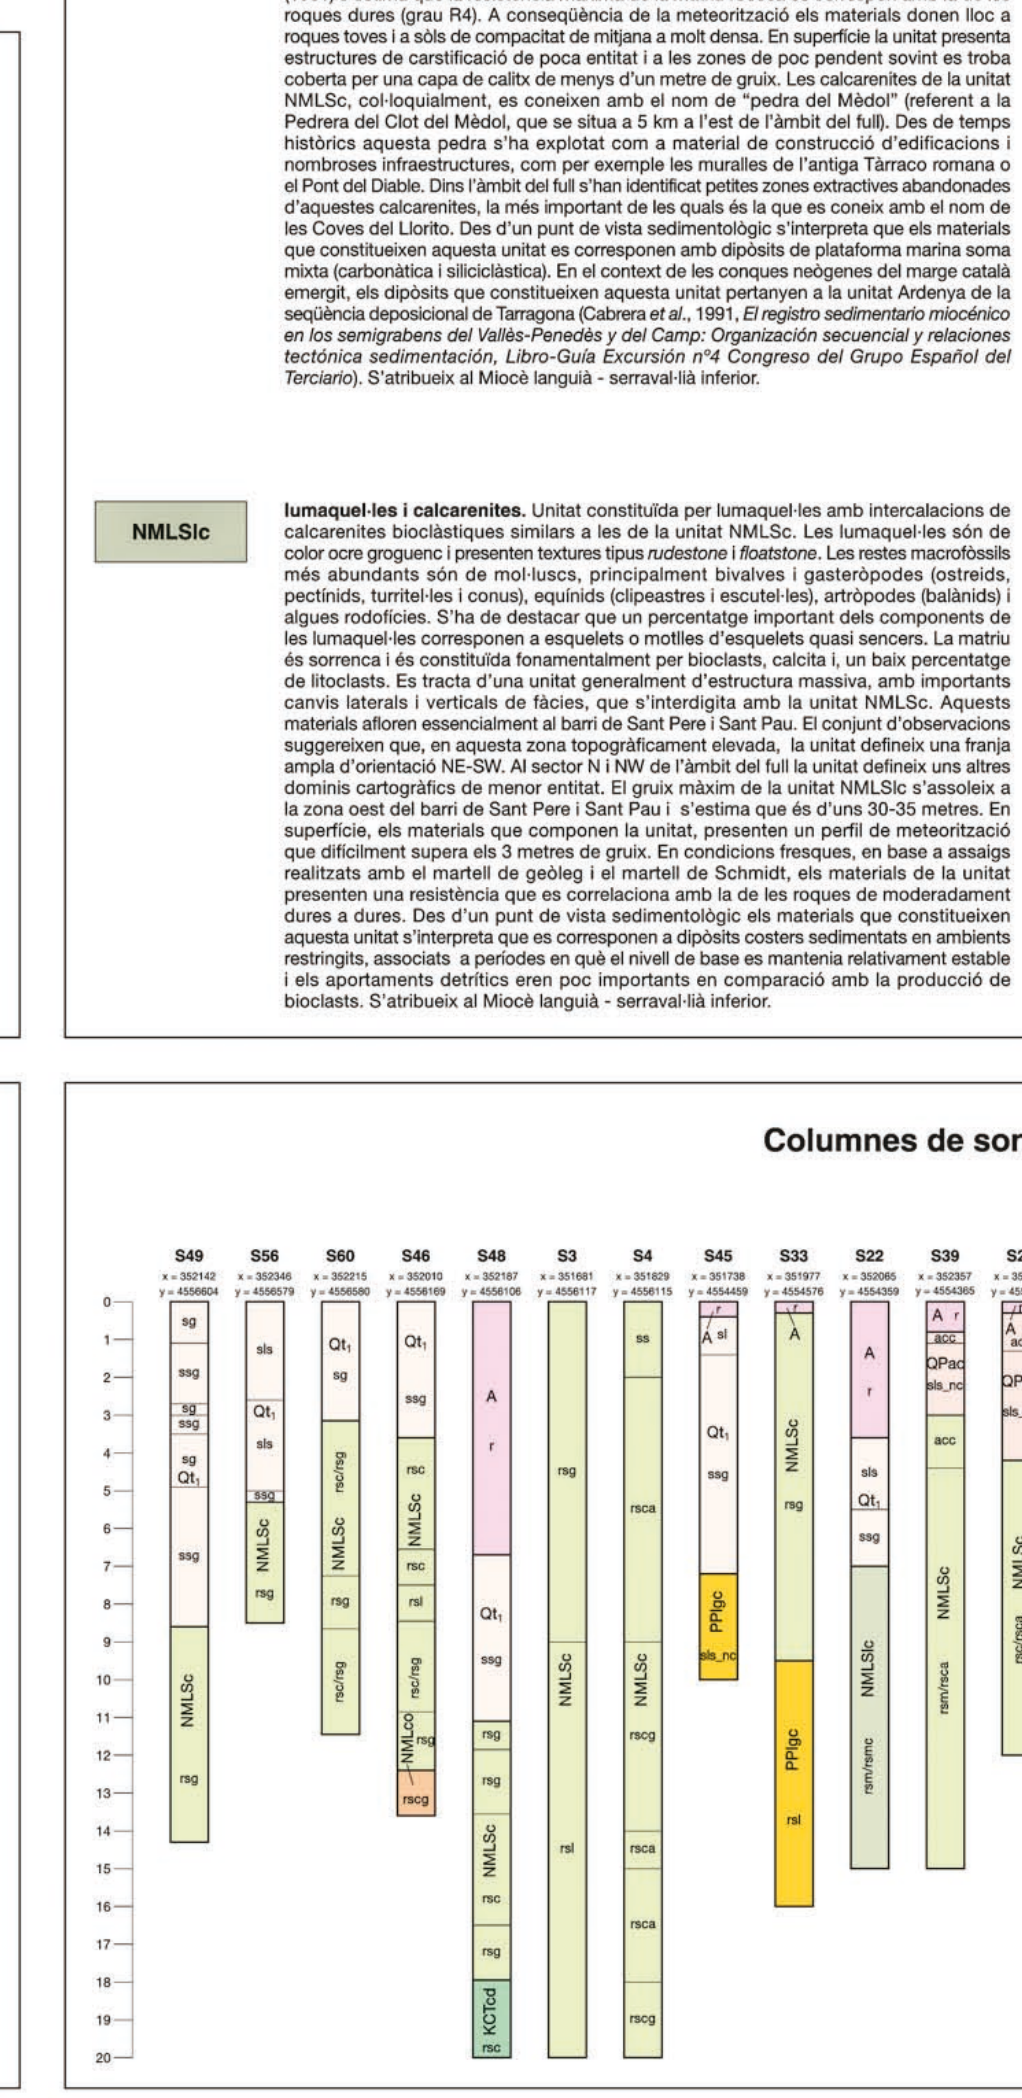 roques dures (grau R4). A conseqüència de la meteorització els materials donen lloc a
roques toves i a sòls de compacitat de mitjana a molt densa. En superfície la unitat presenta
estructures de carstificació de poca entitat i a les zones de poc pendent sovint es troba
coberta per una capa de calitx de menys d'un metre de gruix. Les calcarenites de la unitat
NMLSc, col·loquialment, es coneixen amb el nom de "pedra del Mèdol" (referent a la
Pedrera del Clot del Mèdol, que se situa a 5 km a l'est de l'àmbit del full). Des de temps
històrics aquesta pedra s'ha explotat com a material de construcció d'edificacions i
nombroses infraestructures, com per exemple les muralles de l'antiga Tàrraco romana o
el Pont del Diable. Dins l'àmbit del full s'han identificat petites zones extractives abandonades
d'aquestes calcarenites, la més important de les quals és la que es coneix amb el nom de
les Coves del Llorito. Des d'un punt de vista sedimentològic s'interpreta que els materials
que constitueixen aquesta unitat es corresponen amb dipòsits de plataforma marina soma
mixta (carbonàtica i siliciclàstica). En el context de les conques neògenes del marge català
emergit, els dipòsits que constitueixen aquesta unitat pertanyen a la unitat Ardenya de la
seqüència deposicional de Tarragona (Cabrera et al., 1991, El registro sedimentario miocénico
en los semigrabens del Vallès-Penedès y del Camp: Organización secuencial y relaciones
tectónica sedimentación, Libro-Guía Excursión nº4 Congreso del Grupo Español del
Terciario). S'atribueix al Miocè languià - serraval·lià inferior.
NMLSlc
lumaquel·les i calcarenites. Unitat constituïda per lumaquel·les amb intercalacions de
calcarenites bioclàstiques similars a les de la unitat NMLSc. Les lumaquel·les són de
color ocre groguenc i presenten textures tipus rudestone i floatstone. Les restes macrofòssils
més abundants són de mol·luscs, principalment bivalves i gasteròpodes (ostreids,
pectínids, turritel·les i conus), equínids (clipeastres i escutel·les), artròpodes (balànids) i
algues rodofícies. S'ha de destacar que un percentatge important dels components de
les lumaquel·les corresponen a esquelets o motlles d'esquelets quasi sencers. La matriu
és sorrenca i és constituïda fonamentalment per bioclasts, calcita i, un baix percentatge
de litoclasts. Es tracta d'una unitat generalment d'estructura massiva, amb importants
canvis laterals i verticals de fàcies, que s'interdigita amb la unitat NMLSc. Aquests
materials afloren essencialment al barri de Sant Pere i Sant Pau. El conjunt d'observacions
suggereixen que, en aquesta zona topogràficament elevada, la unitat defineix una franja
ampla d'orientació NE-SW. Al sector N i NW de l'àmbit del full la unitat defineix uns altres
dominis cartogràfics de menor entitat. El gruix màxim de la unitat NMLSlc s'assoleix a
la zona oest del barri de Sant Pere i Sant Pau i s'estima que és d'uns 30-35 metres. En
superfície, els materials que componen la unitat, presenten un perfil de meteorització
que difícilment supera els 3 metres de gruix. En condicions fresques, en base a assaigs
realitzats amb el martell de geòleg i el martell de Schmidt, els materials de la unitat
presenten una resistència que es correlaciona amb la de les roques de moderadament
dures a dures. Des d'un punt de vista sedimentològic els materials que constitueixen
aquesta unitat s'interpreta que es corresponen a dipòsits costers sedimentats en ambients
restringits, associats a períodes en què el nivell de base es mantenia relativament estable
i els aportaments detrítics eren poc importants en comparació amb la producció de
bioclasts. S'atribueix al Miocè languià - serraval·lià inferior.
Columnes de son
S49 S56 S60 S46 S48 S3 S4 S45 S33 S22 S39
x = 352142 x = 352346 x = 352215 x = 352010 x = 352187 x = 351681 x = 351829 x = 351738 x = 351977 x = 352065 x = 352357
y = 4556604 y = 4556579 y = 4556580 y = 4556169 y = 4556106 y = 4556117 y = 4556115 y = 4554459 y = 4554576 y = 4554359 y = 4554365
0
1
2
3
4
5
6
7
8
9
10
11
12
13
14
15
16
17
18
19
20
sg
ssg
sg
ssg
sg
Qt1
ssg
NMLSc
rsg
sls
Qt1
sls
ssg
NMLSc
rsg
Qt1
sg
rsc/rsg
NMLSc
rsg
rsc/rsg
Qt1
ssg
rsc
NMLSc
rsc
rsl
rsc/rsg
NMLco
rsg
rscg
A
r
Qt1
ssg
rsg
rsg
NMLSc
rsc
rsg
KCTcd
rsc
rsg
NMLSc
rsl
ss
rsca
NMLSc
rscg
rsca
rsca
rscg
r
A sl
Qt1
ssg
PPlgc
sls_nc
r
A
NMLSc
rsg
PPlgc
rsl
A
r
sls
Qt1
ssg
NMLSlc
rsm/rsmc
A r
acc
QPac
sls_nc
acc
NMLSc
rsm/rsca
A
NMLSc
rsc/rsca